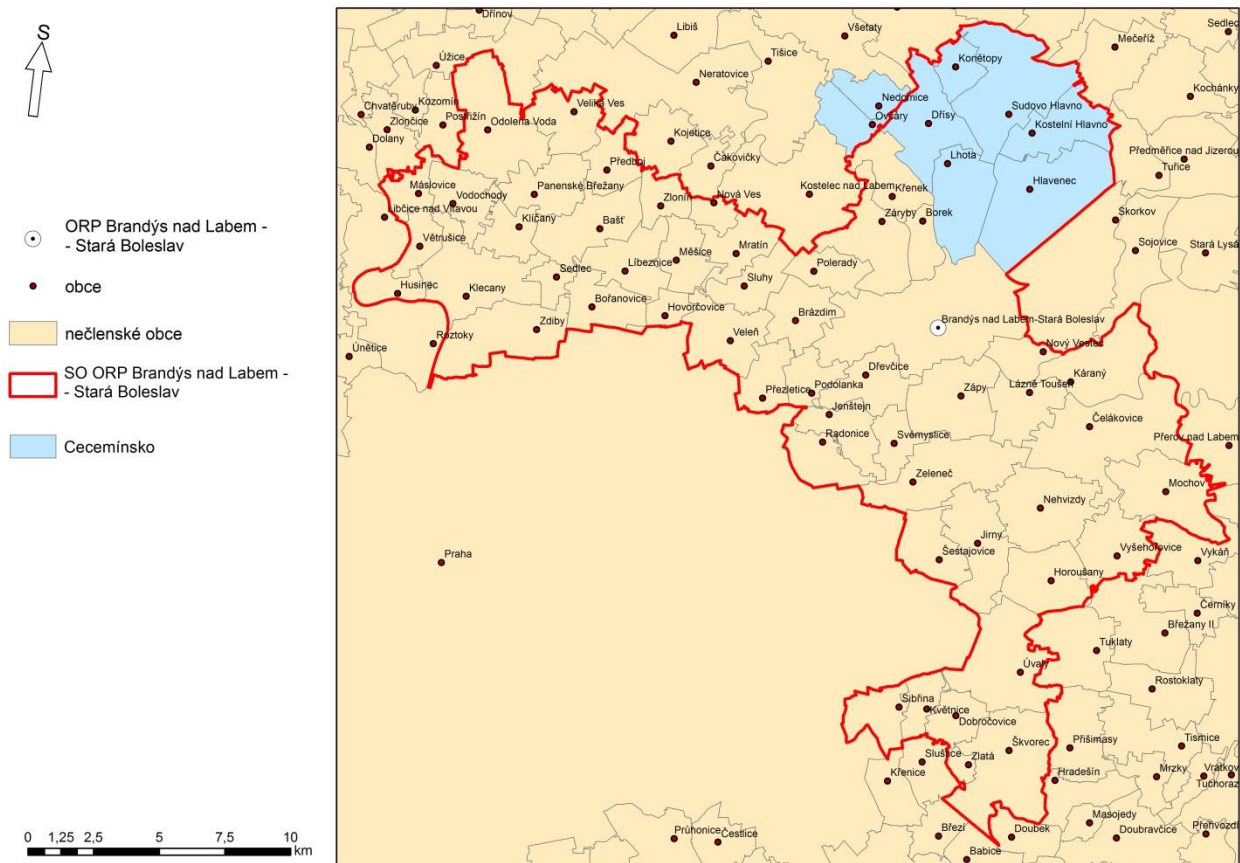 S
ORP Brandýs nad Labem -
- Stará Boleslav
obce
nečlenské obce
SO ORP Brandýs nad Labem -
- Stará Boleslav
Cecemínsko
0 1,25 2,5 5 7,5 10
km
Dřínov
Libiš
Všetaty
Sedlec
Mečeříž
Úžice
Tišice
Konětopy
Neratovice
Kochánky
Chvatěruby
Kozomín
Veliká Ves
Nedomice
Sudovo Hlavno
Zlončice
Postřižín
Odolena Voda
Ovčáry
Dřísy
Kostelní Hlavno
Dolany
Kojetice
Předměřice nad Jizerou
Předboj
Čakovičky
Lhota
Tuřice
Máslovice
Vodochody
Panenské Břežany
Hlavenec
Zlonín
Nová Ves
Kostelec nad Labem
Křenek
Libčice nad Vltavou
Klíčany
Bašť
Záryby
Borek
Skorkov
Větrušice
Mratín
Sojovice
Stará Lysá
Sedlec
Líbeznice
Měšice
Polerady
Sluhy
Husinec
Klecany
Bořanovice
Hovorčovice
Zdiby
Brázdim
Brandýs nad Labem-Stará Boleslav
Roztoky
Veleň
Únětice
Nový Vestec
Dřevčice
Káraný
Přezletice
Podolanka
Zápy
Lázně Toušeň
Jenštejn
Čelákovice
Radonice
Svémyslice
Přerov nad Labem
Zeleneč
Mochov
Nehvizdy
Jirny
Praha
Šestajovice
Vyšehořovice
Vykáň
Horoušany
Černíky
Břežany II
Tuklaty
Úvaly
Rostoklaty
Sibřina
Květnice
Dobročovice
Škvorec
Přišimasy
Tismice
Sluštice
Zlatá
Křenice
Hradešín
Mrzky
Vrátkov
Tuchoraz
Masojedy
Průhonice
Čestlice
Březí
Doubek
Doubravčice
Přehvozdí
Babice